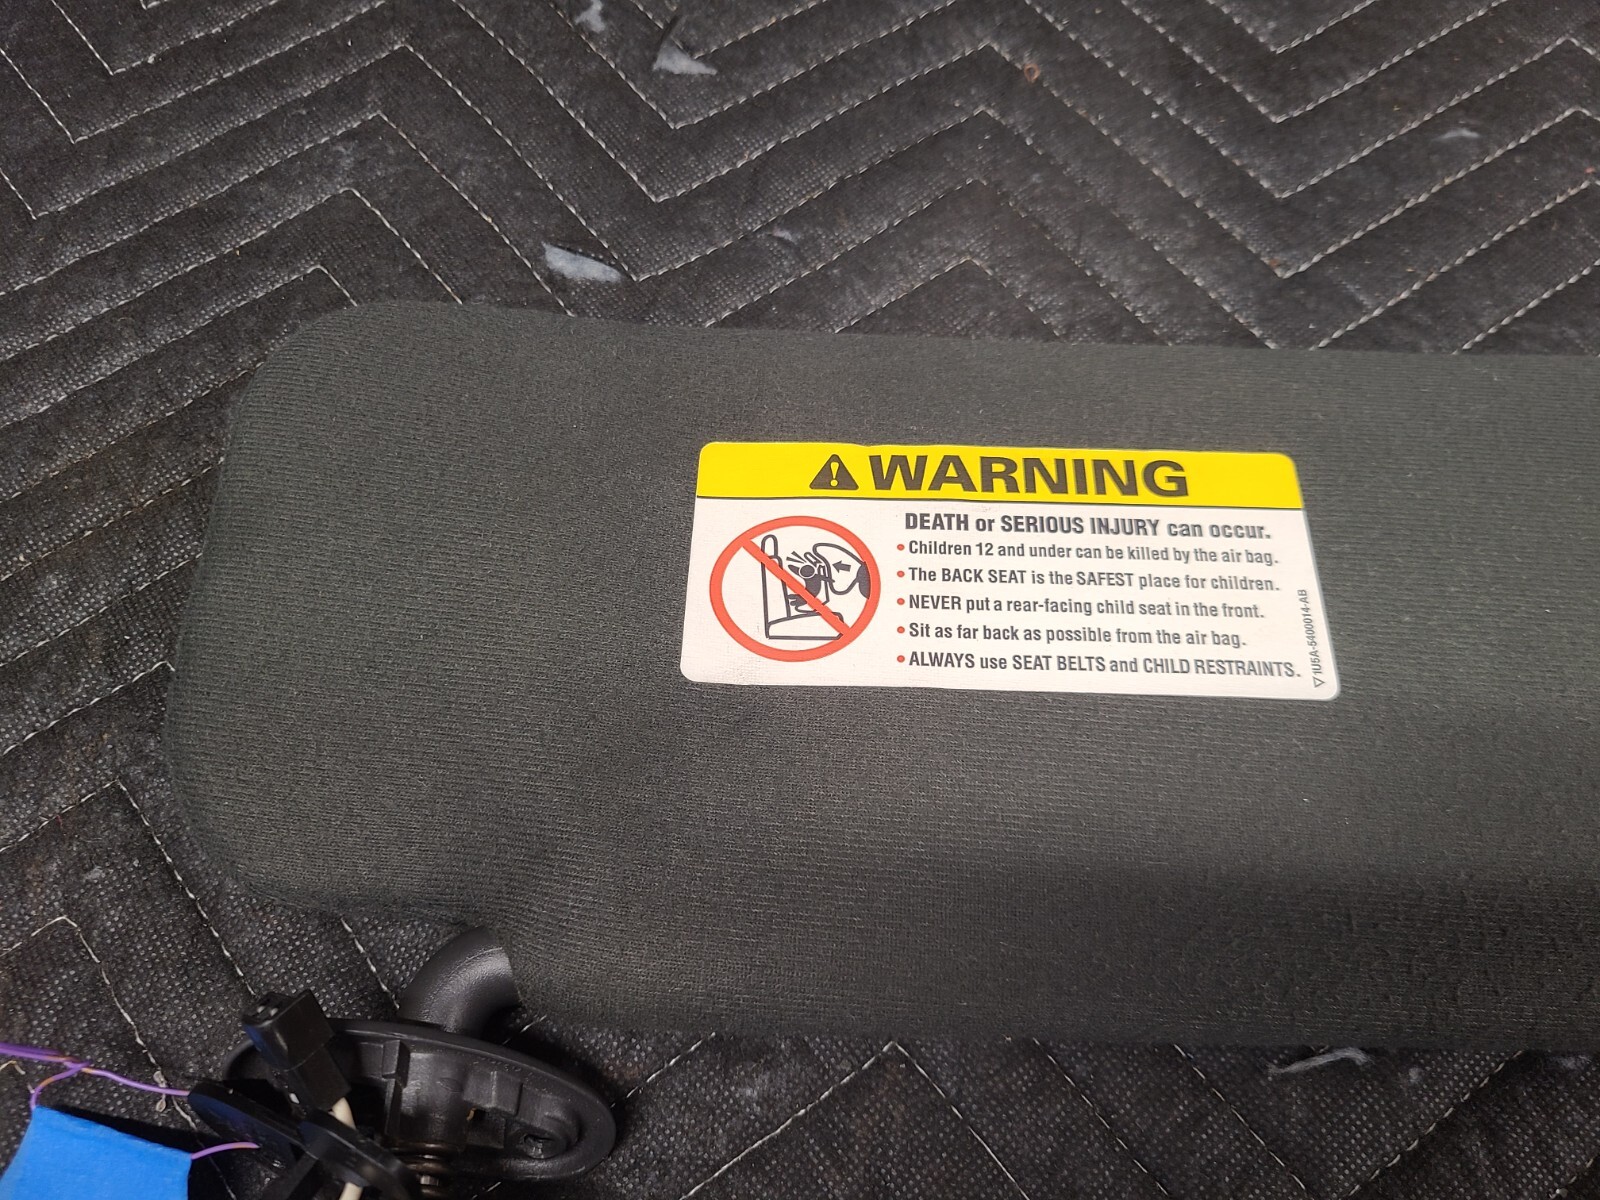 WARNING
DEATH or SERIOUS INJURY can occur.
• Children 12 and under can be killed by the air bag.
• The BACK SEAT is the SAFEST place for children.
• NEVER put a rear-facing child seat in the front.
• Sit as far back as possible from the air bag.
• ALWAYS use SEAT BELTS and CHILD RESTRAINTS.
1U5A-5400014-AB